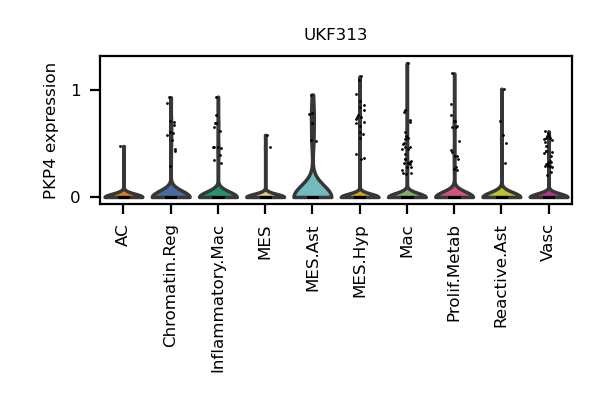 UKF313
PKP4 expression
1
0
AC
Chromatin.Reg
Inflammatory.Mac
MES
MES.Ast
MES.Hyp
Mac
Prolif.Metab
Reactive.Ast
Vasc